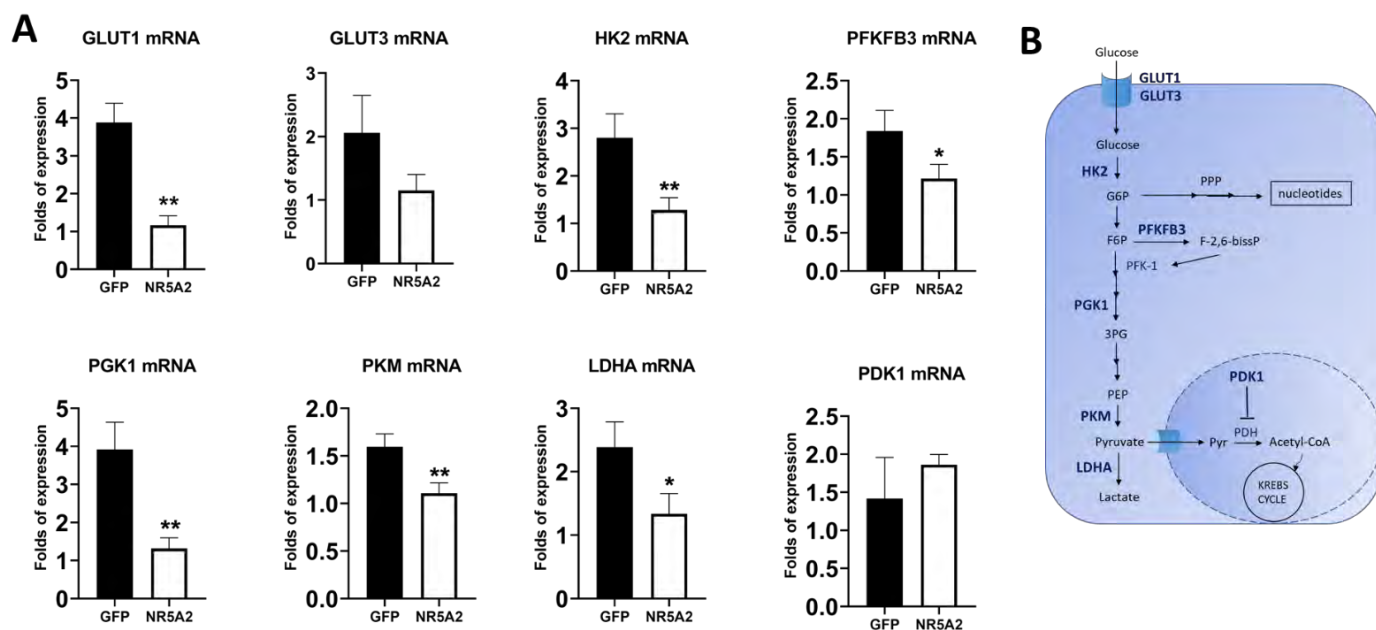 A
GLUT1 mRNA
Folds of expression
5
4
3
2
1
0
**
GFP NR5A2
GLUT3 mRNA
Folds of expression
3
2
1
0
GFP NR5A2
HK2 mRNA
Folds of expression
4
3
2
1
0
**
GFP NR5A2
PFKFB3 mRNA
Folds of expression
2.5
2.0
1.5
1.0
0.5
0.0
*
GFP NR5A2
PGK1 mRNA
Folds of expression
5
4
3
2
1
0
**
GFP NR5A2
PKM mRNA
Folds of expression
2.0
1.5
1.0
0.5
0.0
**
GFP NR5A2
LDHA mRNA
Folds of expression
3
2
1
0
*
GFP NR5A2
PDK1 mRNA
Folds of expression
2.5
2.0
1.5
1.0
0.5
0.0
GFP NR5A2
B
Glucose
GLUT1
GLUT3
Glucose
HK2
G6P
PPP
nucleotides
PFKFB3
F6P
F-2,6-bissP
PFK-1
PGK1
3PG
PDK1
PEP
PKM
PDH
Pyruvate
Pyr
Acetyl-CoA
LDHA
KREBS
CYCLE
Lactate